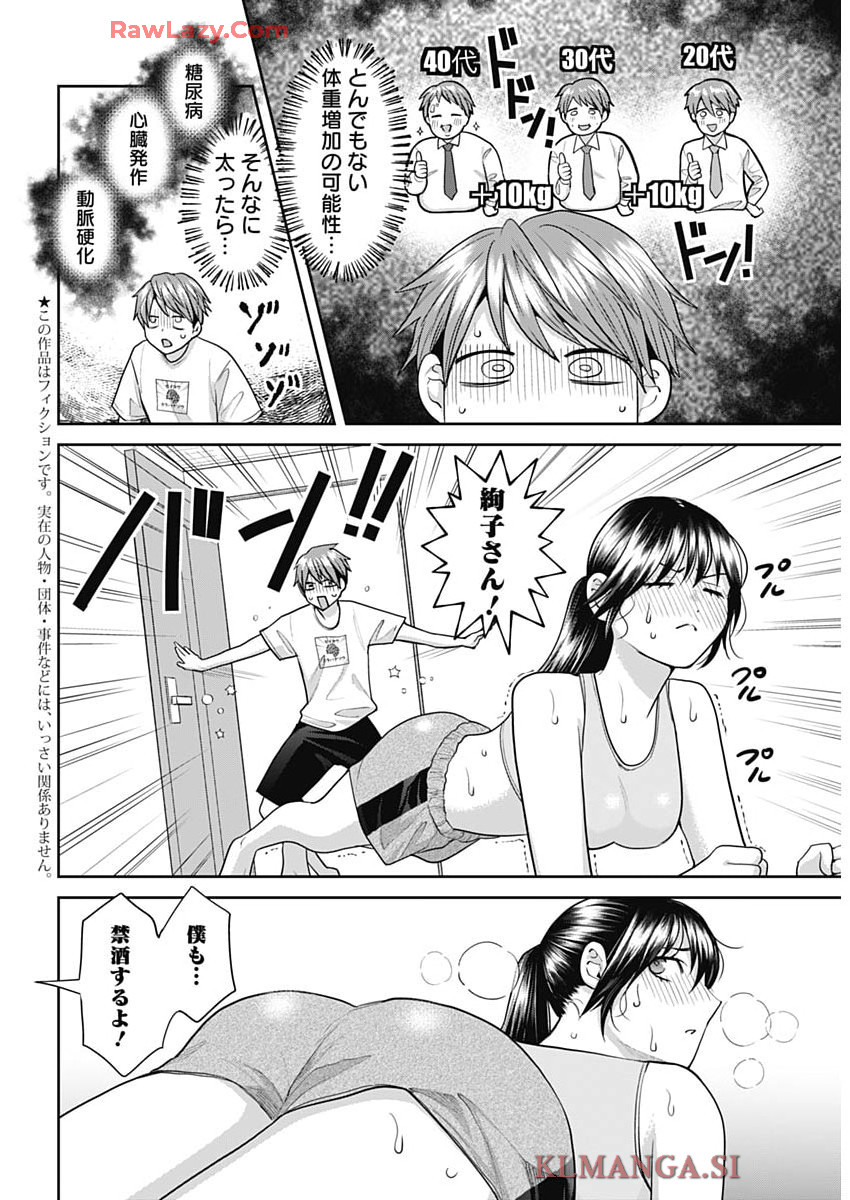 RawLazy.Com
20代
30代
40代
+10kg
+10kg
ドドン!
ドン!
とんでもない
体重増加の可能性…
そんなに
太ったら…
糖尿病
心臓発作
動脈硬化
ゾゾゾ
★この作品はフィクションです。実在の人物・団体・事件などには、いっさい関係ありません。
絢子さん!
バン!!
プル
プル
プル
プル
僕も…
禁酒するよ!
KLMANGA.SI